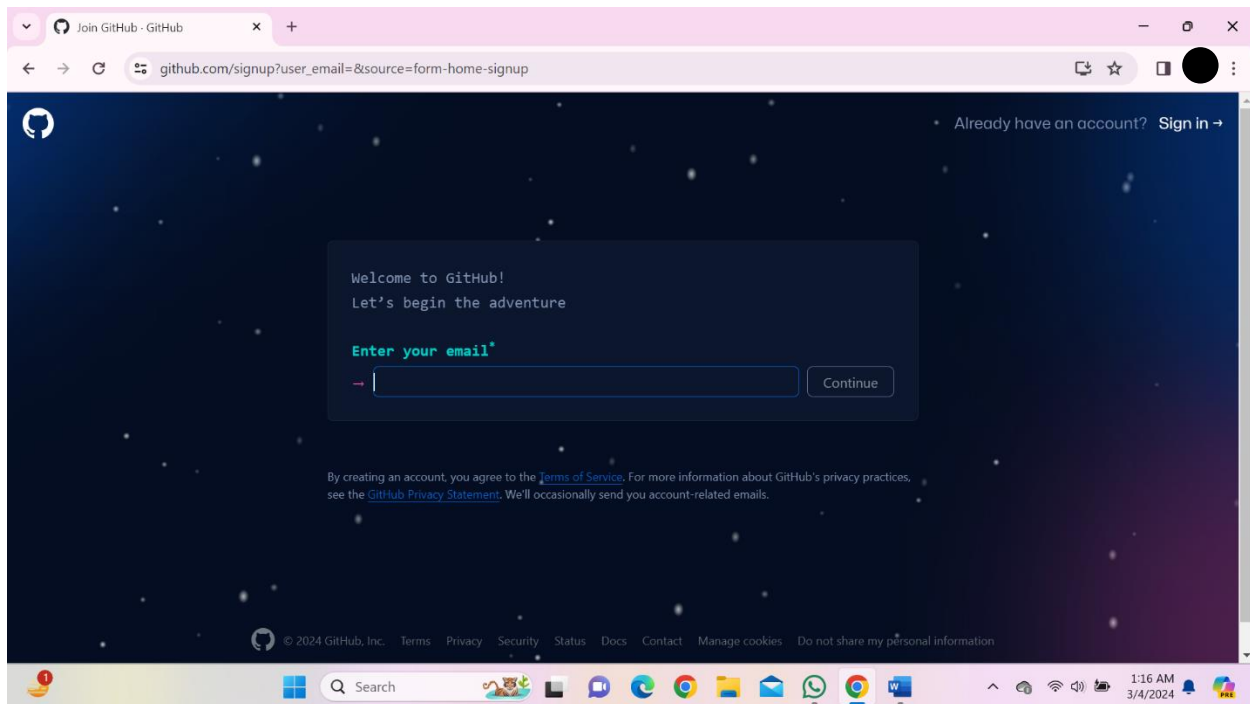 Join GitHub · GitHub
github.com/signup?user_email=&source=form-home-signup
Already have an account? Sign in →
Welcome to GitHub!
Let’s begin the adventure
Enter your email*
→ Continue
By creating an account, you agree to the Terms of Service. For more information about GitHub's privacy practices,
see the GitHub Privacy Statement. We'll occasionally send you account-related emails.
© 2024 GitHub, Inc. Terms Privacy Security Status Docs Contact Manage cookies Do not share my personal information
1
Search
W
1:16 AM
3/4/2024
PRE